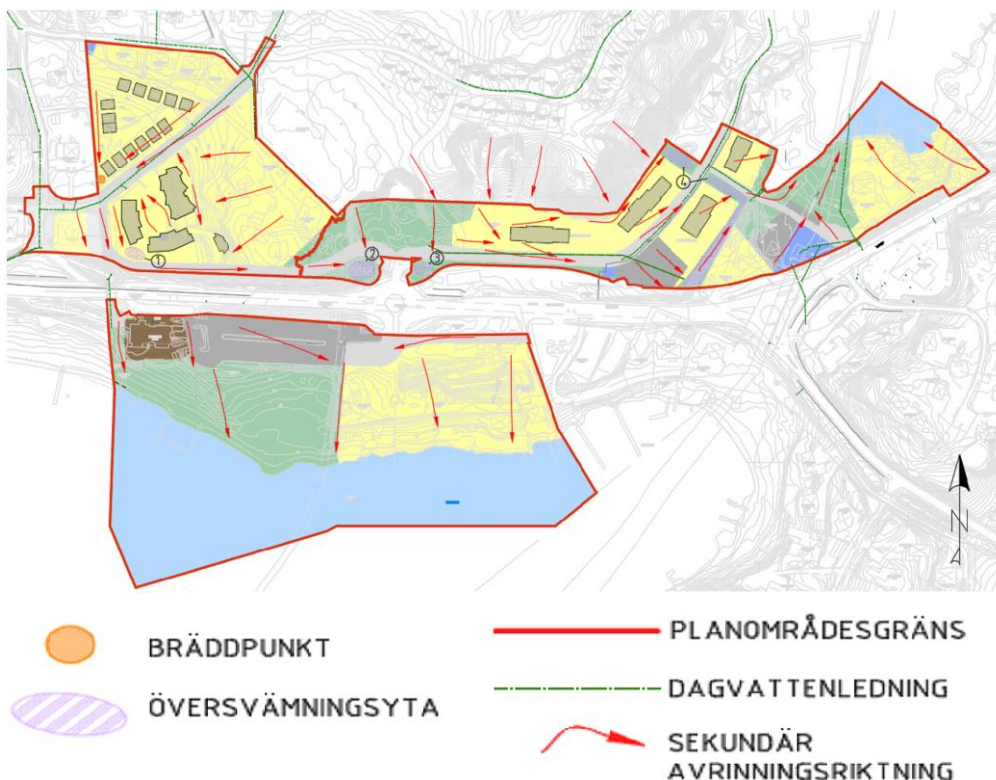 1
2
3
4
N
BRÄDDPUNKT
ÖVERSVÄMNINGSYTA
PLANOMRÅDESGRÄNS
DAGVATTENLEDNING
SEKUNDÄR
AVRINNINGSRIKTNING